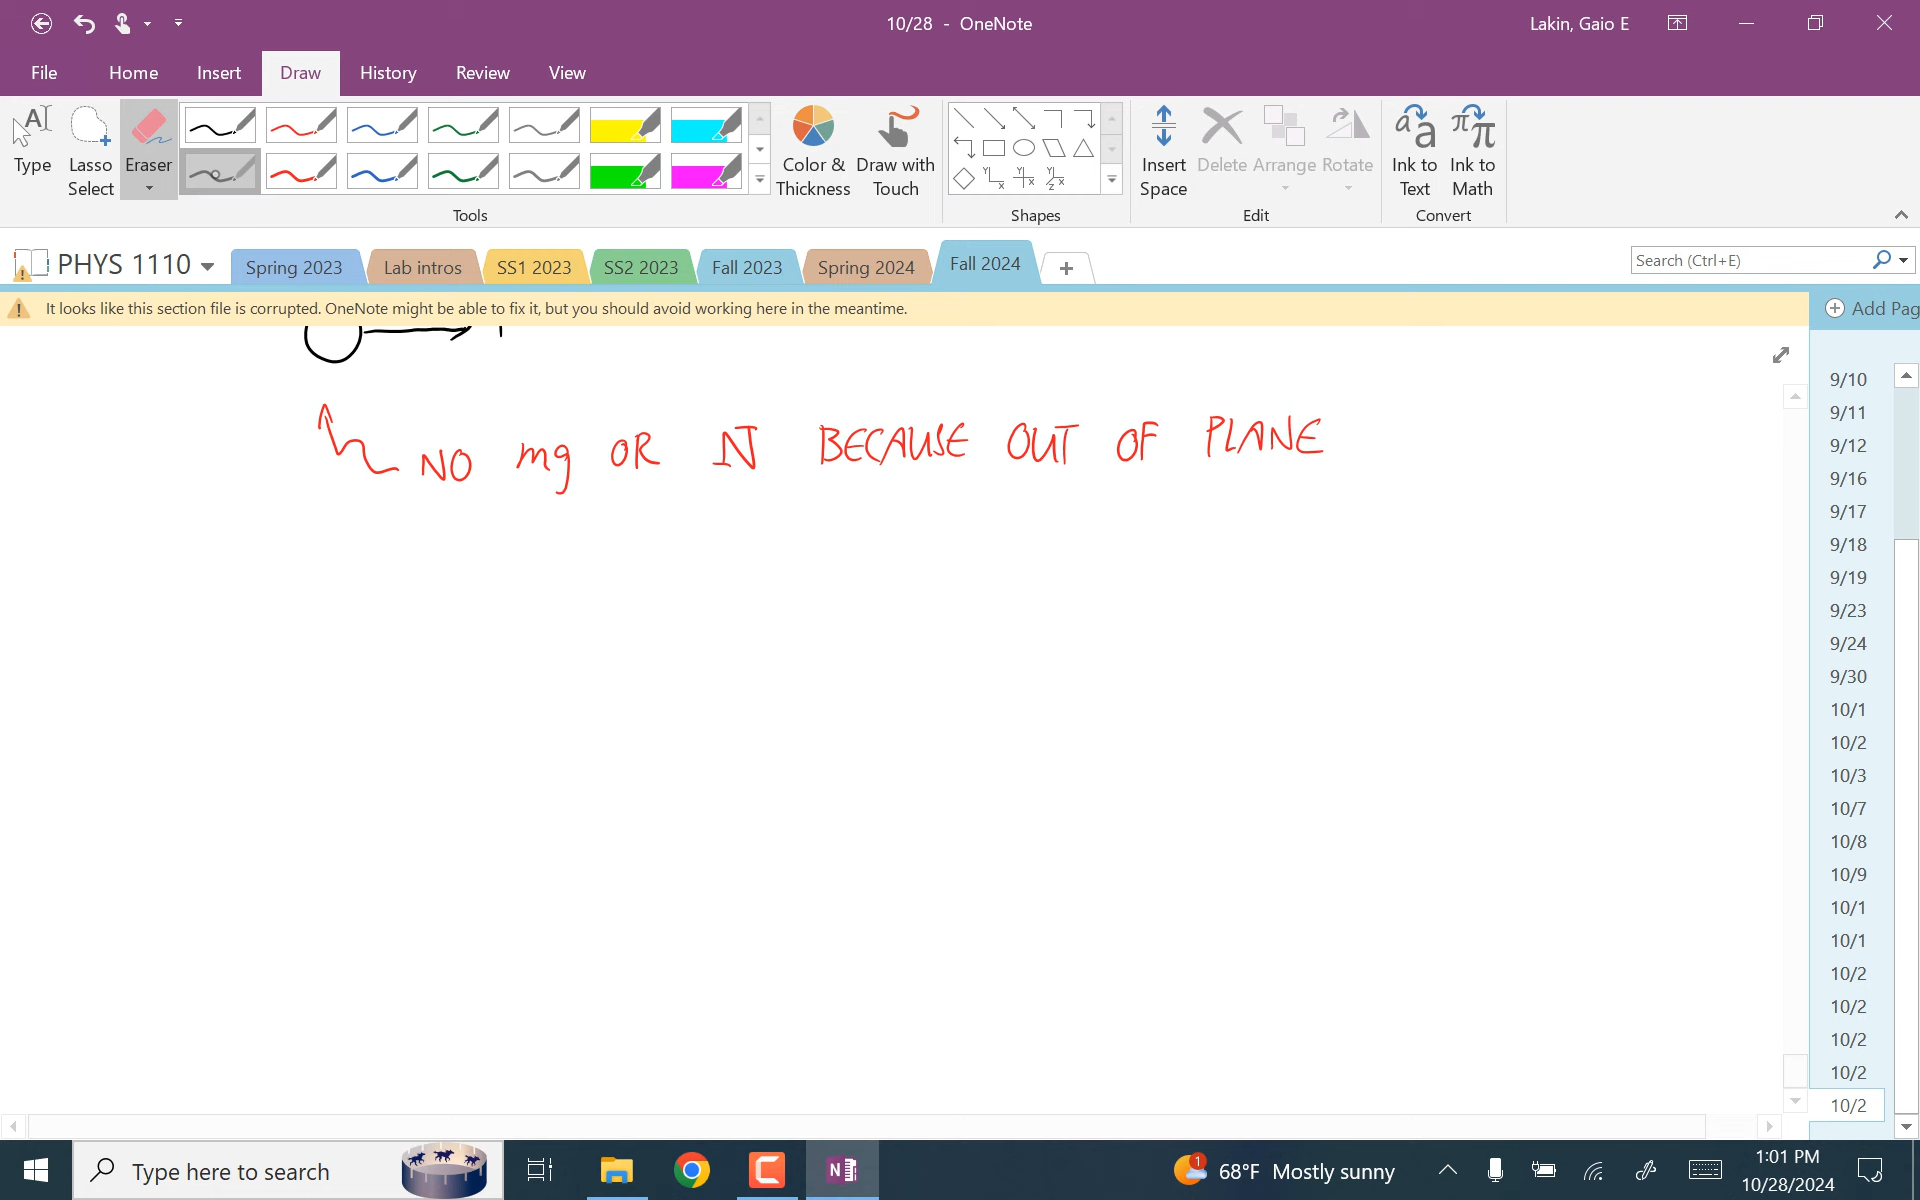 10/28 - OneNote
Lakin, Gaio E
File Home Insert Draw History Review View
Type
Lasso Select
Eraser
Color & Thickness
Draw with Touch
Insert Space
Delete
Arrange
Rotate
Ink to Text
Ink to Math
Tools
Shapes
Edit
Convert
PHYS 1110
Spring 2023
Lab intros
SS1 2023
SS2 2023
Fall 2023
Spring 2024
Fall 2024
Search (Ctrl+E)
It looks like this section file is corrupted. OneNote might be able to fix it, but you should avoid working here in the meantime.
Add Pag
NO mg OR N BECAUSE OUT OF PLANE
9/10
9/11
9/12
9/16
9/17
9/18
9/19
9/23
9/24
9/30
10/1
10/2
10/3
10/7
10/8
10/9
10/1
10/1
10/2
10/2
10/2
10/2
10/2
Type here to search
1
68°F Mostly sunny
1:01 PM
10/28/2024